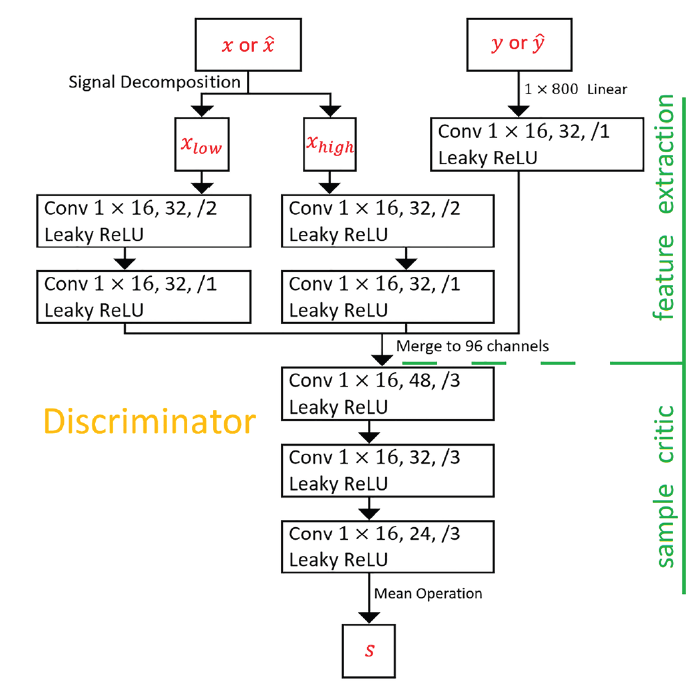 x or x̂
y or ŷ
Signal Decomposition
1 × 800 Linear
x_low
x_high
Conv 1 × 16, 32, /1
Leaky ReLU
Conv 1 × 16, 32, /2
Leaky ReLU
Conv 1 × 16, 32, /2
Leaky ReLU
Conv 1 × 16, 32, /1
Leaky ReLU
Conv 1 × 16, 32, /1
Leaky ReLU
feature extraction
Merge to 96 channels
Conv 1 × 16, 48, /3
Leaky ReLU
Discriminator
Conv 1 × 16, 32, /3
Leaky ReLU
sample critic
Conv 1 × 16, 24, /3
Leaky ReLU
Mean Operation
s